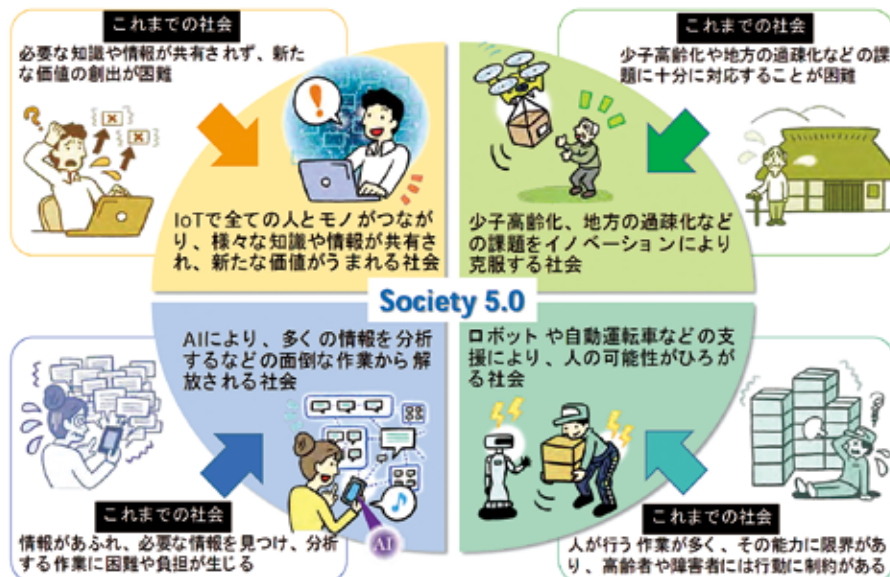 これまでの社会
必要な知識や情報が共有されず、新た
な価値の創出が困難
これまでの社会
少子高齢化や地方の過疎化などの課
題に十分に対応することが困難
IoTで全ての人とモノがつなが
り、様々な知識や情報が共有さ
れ、新たな価値がうまれる社会
少子高齢化、地方の過疎化など
の課題をイノベーションにより
克服する社会
Society 5.0
AIにより、多くの情報を分析
するなどの面倒な作業から解
放される社会
ロボットや自動運転車などの支
援により、人の可能性がひろが
る社会
AI
これまでの社会
情報があふれ、必要な情報を見つけ、分析
する作業に困難や負担が生じる
これまでの社会
人が行う作業が多く、その能力に限界があ
り、高齢者や障害者には行動に制約がある